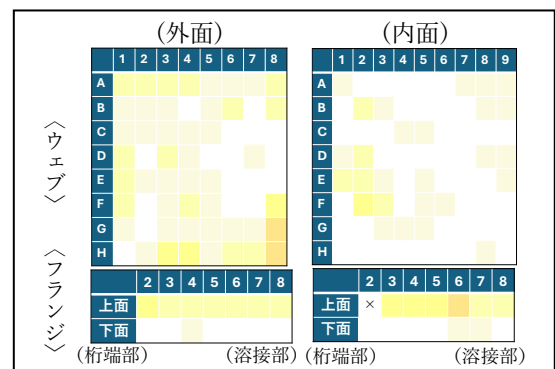 (外面)
(内面)
1 2 3 4 5 6 7 8
1 2 3 4 5 6 7 8 9
A
B
C
D
E
F
G
H
A
B
C
D
E
F
G
H
〈ウェブ〉
〈フランジ〉
2 3 4 5 6 7 8
上面
下面
2 3 4 5 6 7 8
上面 ×
下面
(桁端部) (溶接部)
(桁端部) (溶接部)